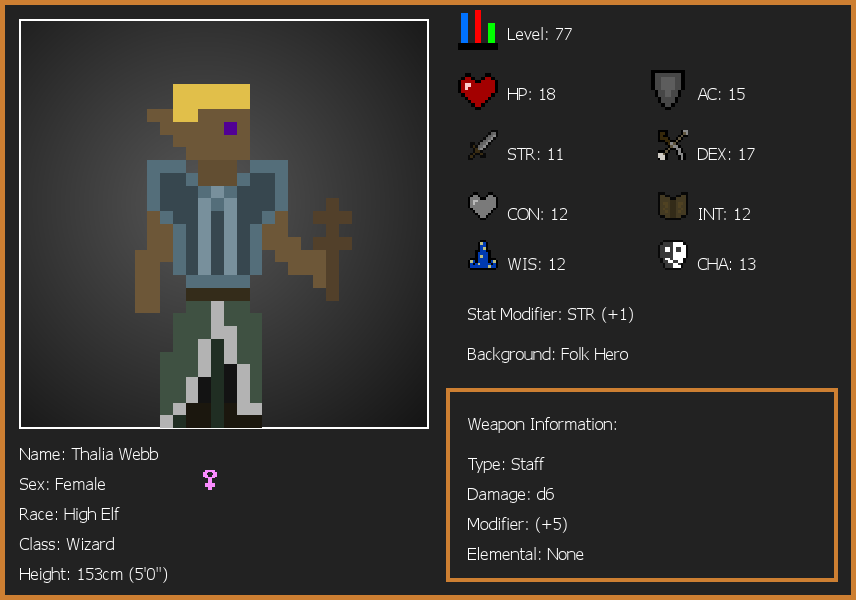 Level: 77
HP: 18
AC: 15
STR: 11
DEX: 17
CON: 12
INT: 12
WIS: 12
CHA: 13
Stat Modifier: STR (+1)
Background: Folk Hero
Weapon Information:
Type: Staff
Damage: d6
Modifier: (+5)
Elemental: None
Name: Thalia Webb
Sex: Female
Race: High Elf
Class: Wizard
Height: 153cm (5'0")